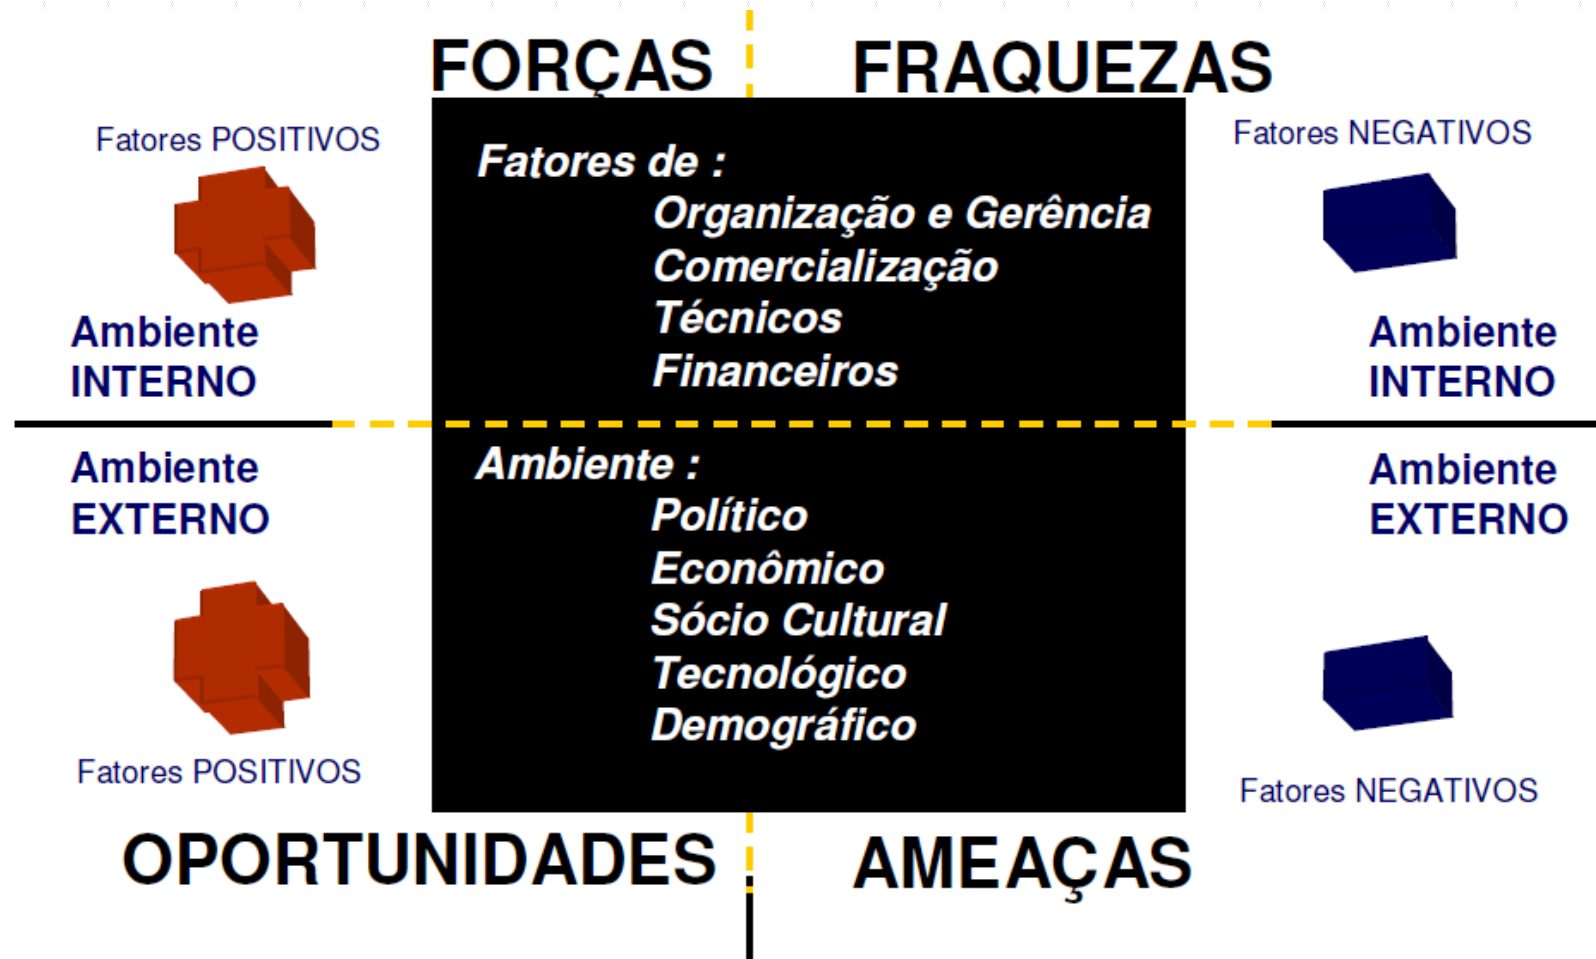 FORÇAS
FRAQUEZAS
Fatores POSITIVOS
Fatores NEGATIVOS
Fatores de :
Organização e Gerência
Comercialização
Técnicos
Financeiros
Ambiente
INTERNO
Ambiente
INTERNO
Ambiente
EXTERNO
Ambiente
EXTERNO
Ambiente :
Político
Econômico
Sócio Cultural
Tecnológico
Demográfico
Fatores POSITIVOS
Fatores NEGATIVOS
OPORTUNIDADES
AMEAÇAS